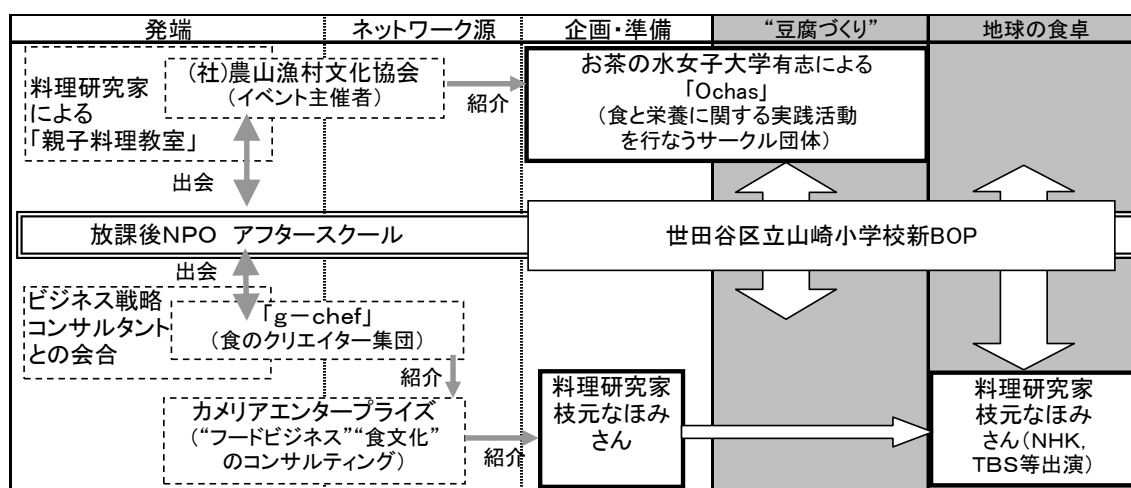 発端
ネットワーク源
企画・準備
“豆腐づくり”
地球の食卓
料理研究家
による
「親子料理教室」
(社)農山漁村文化協会
(イベント主催者)
紹介
お茶の水女子大学有志による
「Ochas」
(食と栄養に関する実践活動
を行なうサークル団体)
出会
放課後NPO アフタースクール
世田谷区立山崎小学校新BOP
出会
ビジネス戦略
コンサルタント
との会合
「g-chef」
(食のクリエイター集団)
紹介
カメリアエンタープライズ
(“フードビジネス”“食文化”
のコンサルティング)
紹介
料理研究家
枝元なほみ
さん
料理研究家
枝元なほみ
さん(NHK,
TBS等出演)